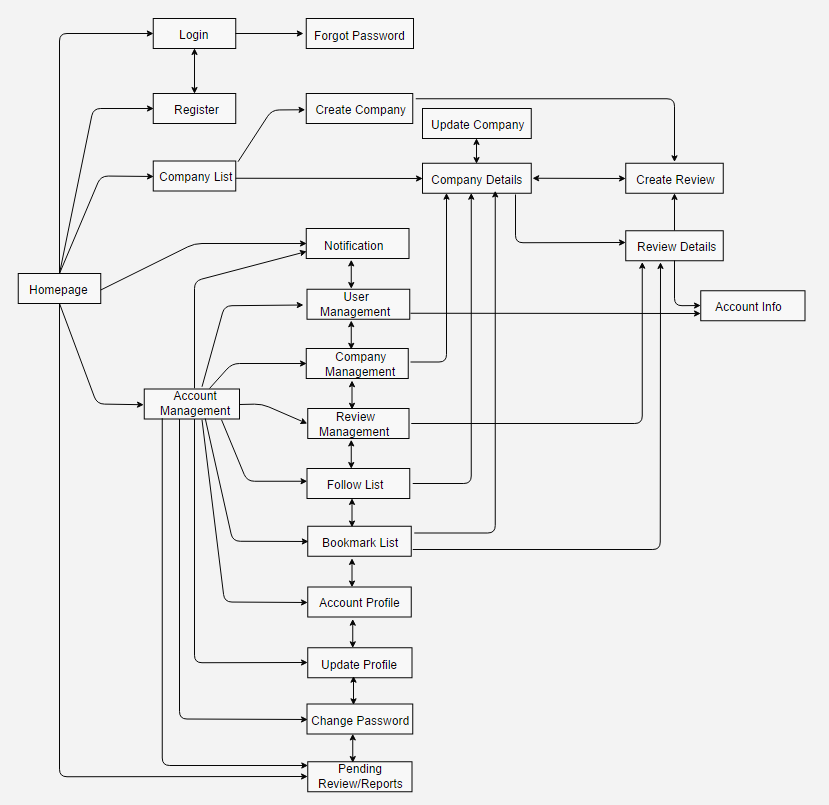 Login
Forgot Password
Register
Create Company
Update Company
Company List
Company Details
Create Review
Notification
Review Details
Homepage
User
Management
Account Info
Company
Management
Account
Management
Review
Management
Follow List
Bookmark List
Account Profile
Update Profile
Change Password
Pending
Review/Reports